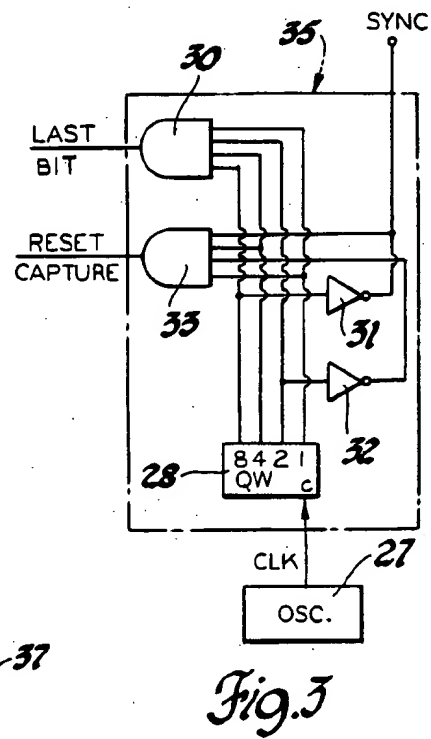 SYNC
35
30
LAST
BIT
RESET
CAPTURE
33
31
32
8 4 2 1
28
QW
C
CLK
27
OSC.
37
Fig. 3